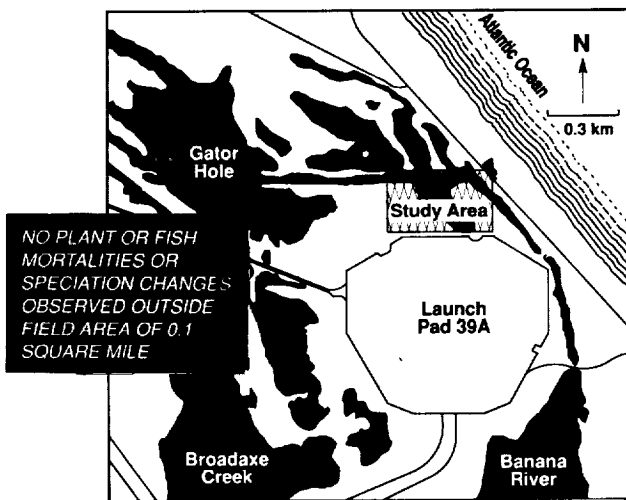 Atlantic Ocean
N
0.3 km
Gator
Hole
Study Area
NO PLANT OR FISH
MORTALITIES OR
SPECIATION CHANGES
OBSERVED OUTSIDE
FIELD AREA OF 0.1
SQUARE MILE
Launch
Pad 39A
Broadaxe
Creek
Banana
River